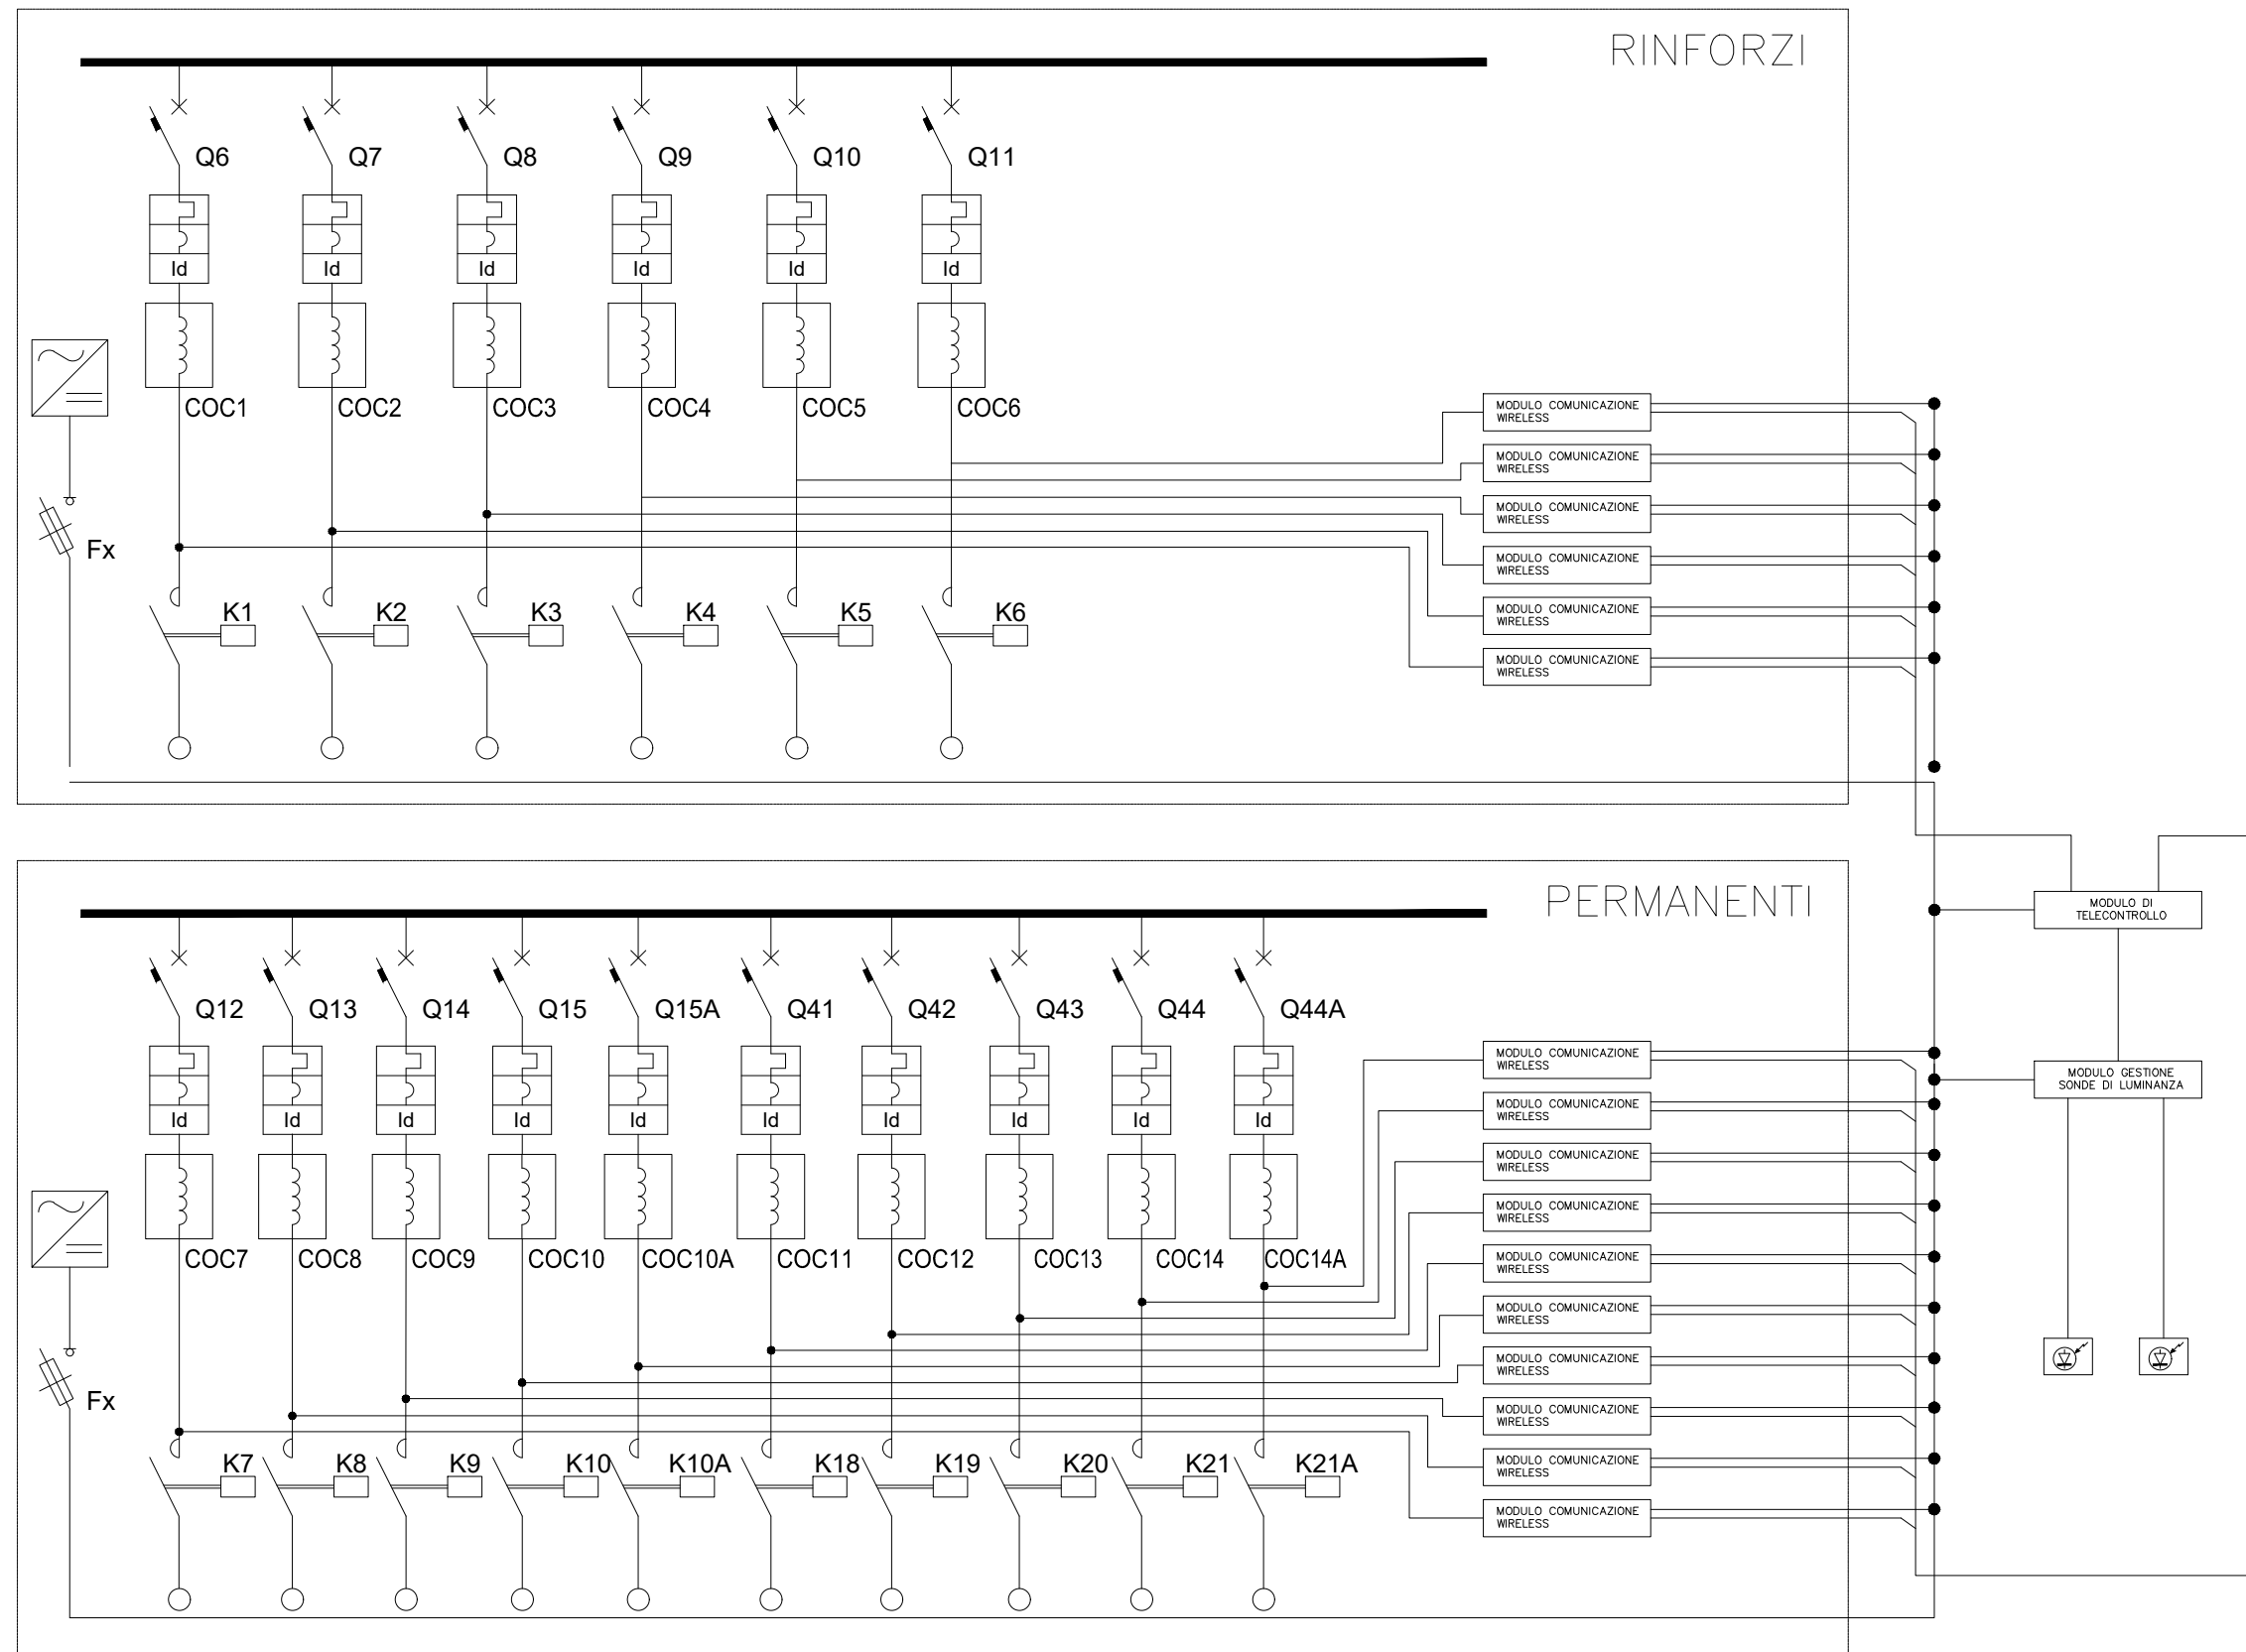 RINFORZI
Q6 Q7 Q8 Q9 Q10 Q11
Id Id Id Id Id Id
COC1 COC2 COC3 COC4 COC5 COC6
MODULO COMUNICAZIONE
WIRELESS
MODULO COMUNICAZIONE
WIRELESS
MODULO COMUNICAZIONE
WIRELESS
MODULO COMUNICAZIONE
WIRELESS
MODULO COMUNICAZIONE
WIRELESS
MODULO COMUNICAZIONE
WIRELESS
Fx
K1 K2 K3 K4 K5 K6
PERMANENTI
MODULO DI
TELECONTROLLO
Q12 Q13 Q14 Q15 Q15A Q41 Q42 Q43 Q44 Q44A
Id Id Id Id Id Id Id Id Id Id
MODULO GESTIONE
SONDE DI LUMINANZA
COC7 COC8 COC9 COC10 COC10A COC11 COC12 COC13 COC14 COC14A
MODULO COMUNICAZIONE
WIRELESS
MODULO COMUNICAZIONE
WIRELESS
MODULO COMUNICAZIONE
WIRELESS
MODULO COMUNICAZIONE
WIRELESS
MODULO COMUNICAZIONE
WIRELESS
MODULO COMUNICAZIONE
WIRELESS
MODULO COMUNICAZIONE
WIRELESS
MODULO COMUNICAZIONE
WIRELESS
MODULO COMUNICAZIONE
WIRELESS
MODULO COMUNICAZIONE
WIRELESS
Fx
K7 K8 K9 K10 K10A K18 K19 K20 K21 K21A